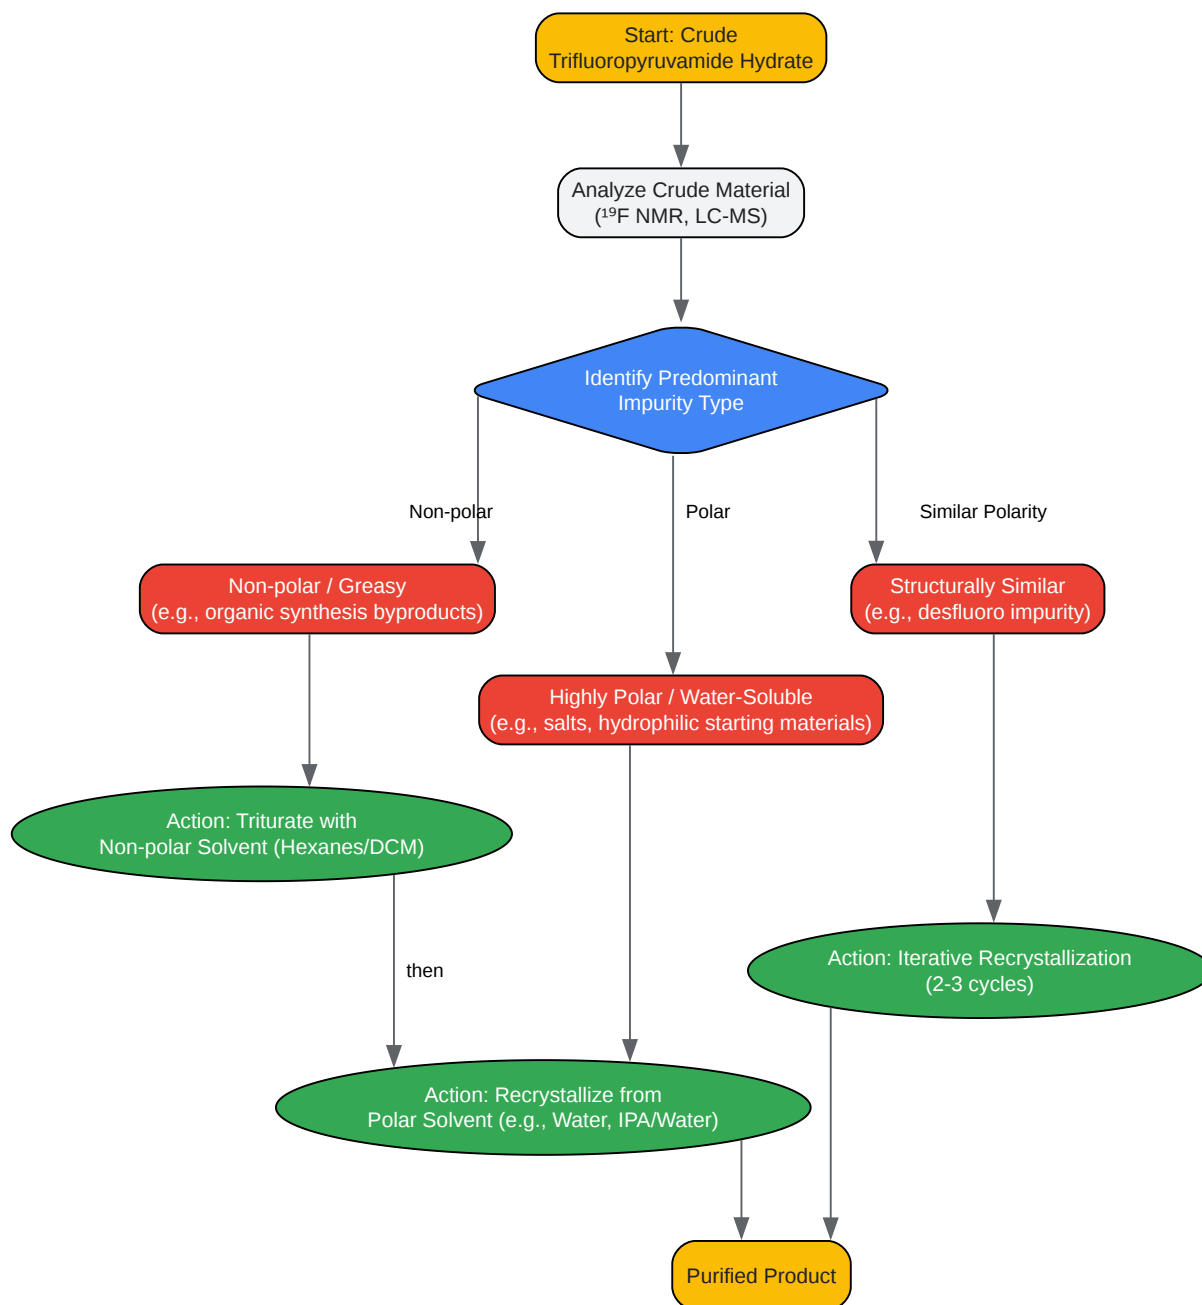 Start: Crude
Trifluoropyruvamide Hydrate
Analyze Crude Material
(¹⁹F NMR, LC-MS)
Identify Predominant
Impurity Type
Non-polar
Polar
Similar Polarity
Non-polar / Greasy
(e.g., organic synthesis byproducts)
Structurally Similar
(e.g., desfluoro impurity)
Highly Polar / Water-Soluble
(e.g., salts, hydrophilic starting materials)
Action: Triturate with
Non-polar Solvent (Hexanes/DCM)
then
Action: Iterative Recrystallization
(2-3 cycles)
Action: Recrystallize from
Polar Solvent (e.g., Water, IPA/Water)
Purified Product